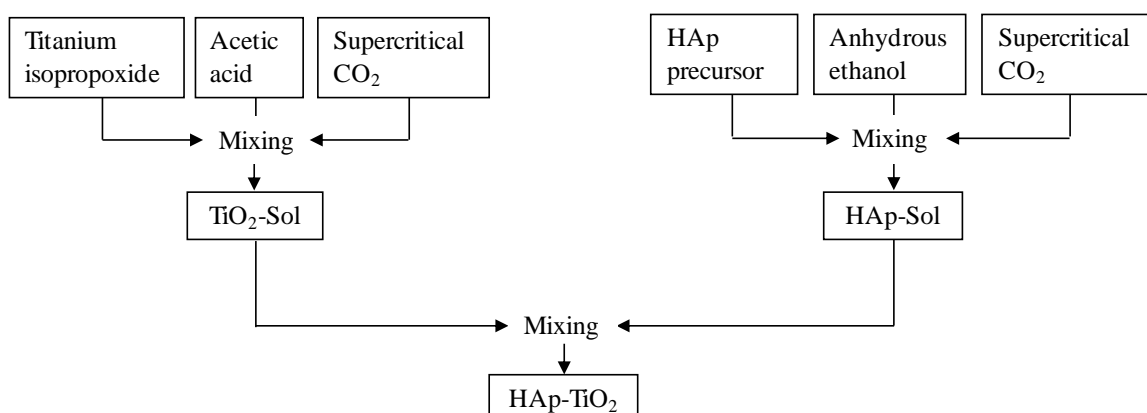 Titanium
isopropoxide
Acetic
acid
Supercritical
CO₂
HAp
precursor
Anhydrous
ethanol
Supercritical
CO₂
Mixing
Mixing
TiO₂-Sol
HAp-Sol
Mixing
HAp-TiO₂